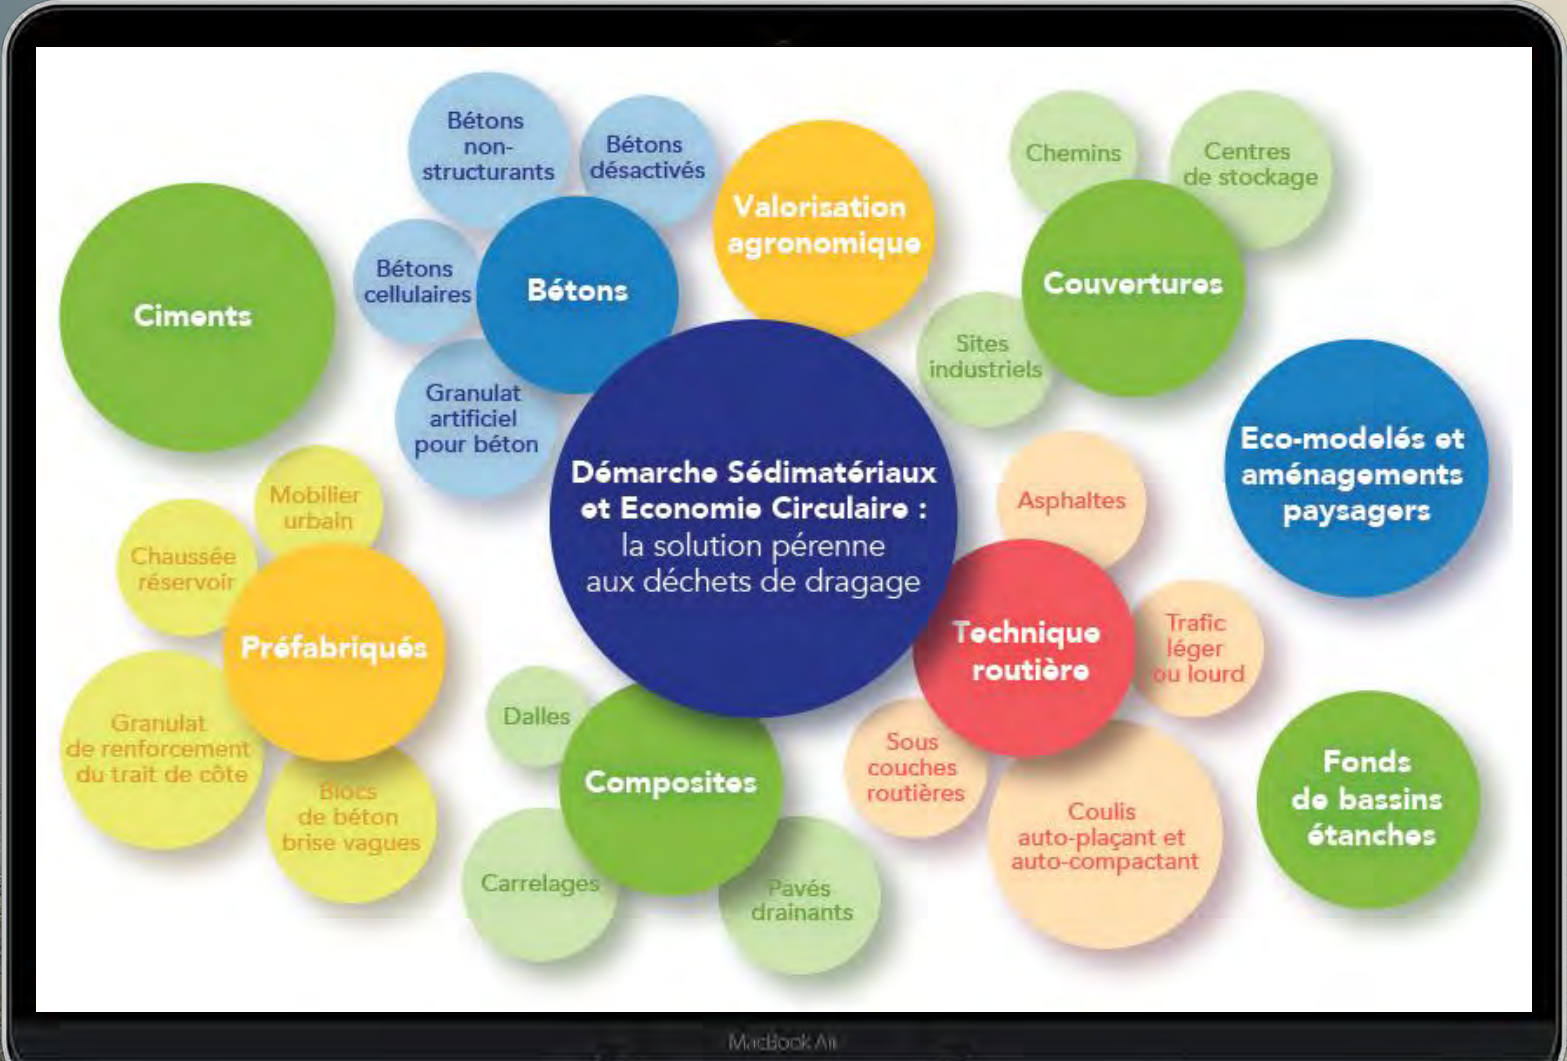 Bétons
non-
structurants
Bétons
désactivés
Valorisation
agronomique
Chemins
Centres
de stockage
Ciments
Bétons
cellulaires
Bétons
Couvertures
Granulat
artificiel
pour béton
Sites
industriels
Démarche Sédimatériaux
et Economie Circulaire :
la solution pérenne
aux déchets de dragage
Eco-modelés et
aménagements
paysagers
Mobilier
urbain
Chaussée
réservoir
Préfabriqués
Granulat
de renforcement
du trait de côte
Blocs
de béton
brise vagues
Asphaltes
Technique
routière
Trafic
léger
ou lourd
Sous
couches
routières
Coulis
auto-plaçant et
auto-compactant
Dalles
Composites
Carrelages
Pavés
drainants
Fonds
de bassins
étanches
MacBook Air